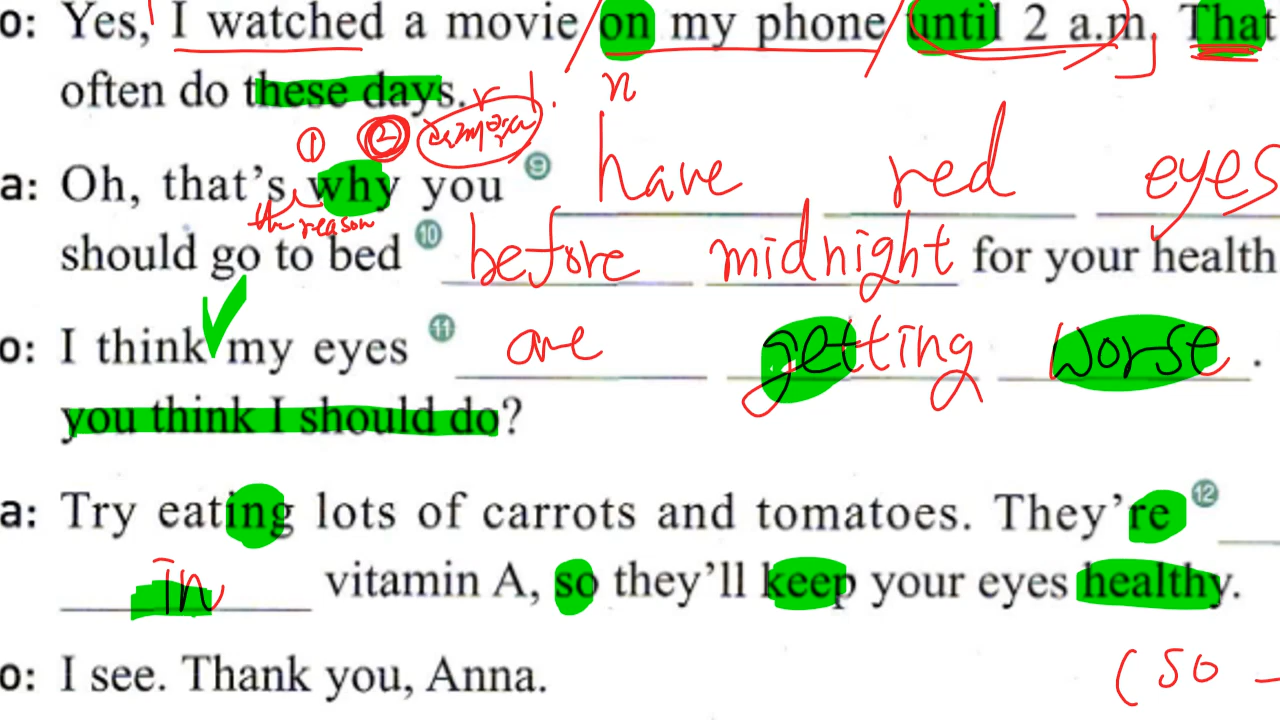 o: Yes, I watched a movie / on my phone / until 2 a.m. That
often do these days.
n
① ②
a: Oh, that's why you ⑨ have red eyes
the reason
should go to bed ⑩ before midnight for your health
o: I think my eyes ⑪ are getting worse.
you think I should do?
a: Try eating lots of carrots and tomatoes. They're ⑫
in vitamin A, so they'll keep your eyes healthy.
(so
o: I see. Thank you, Anna.